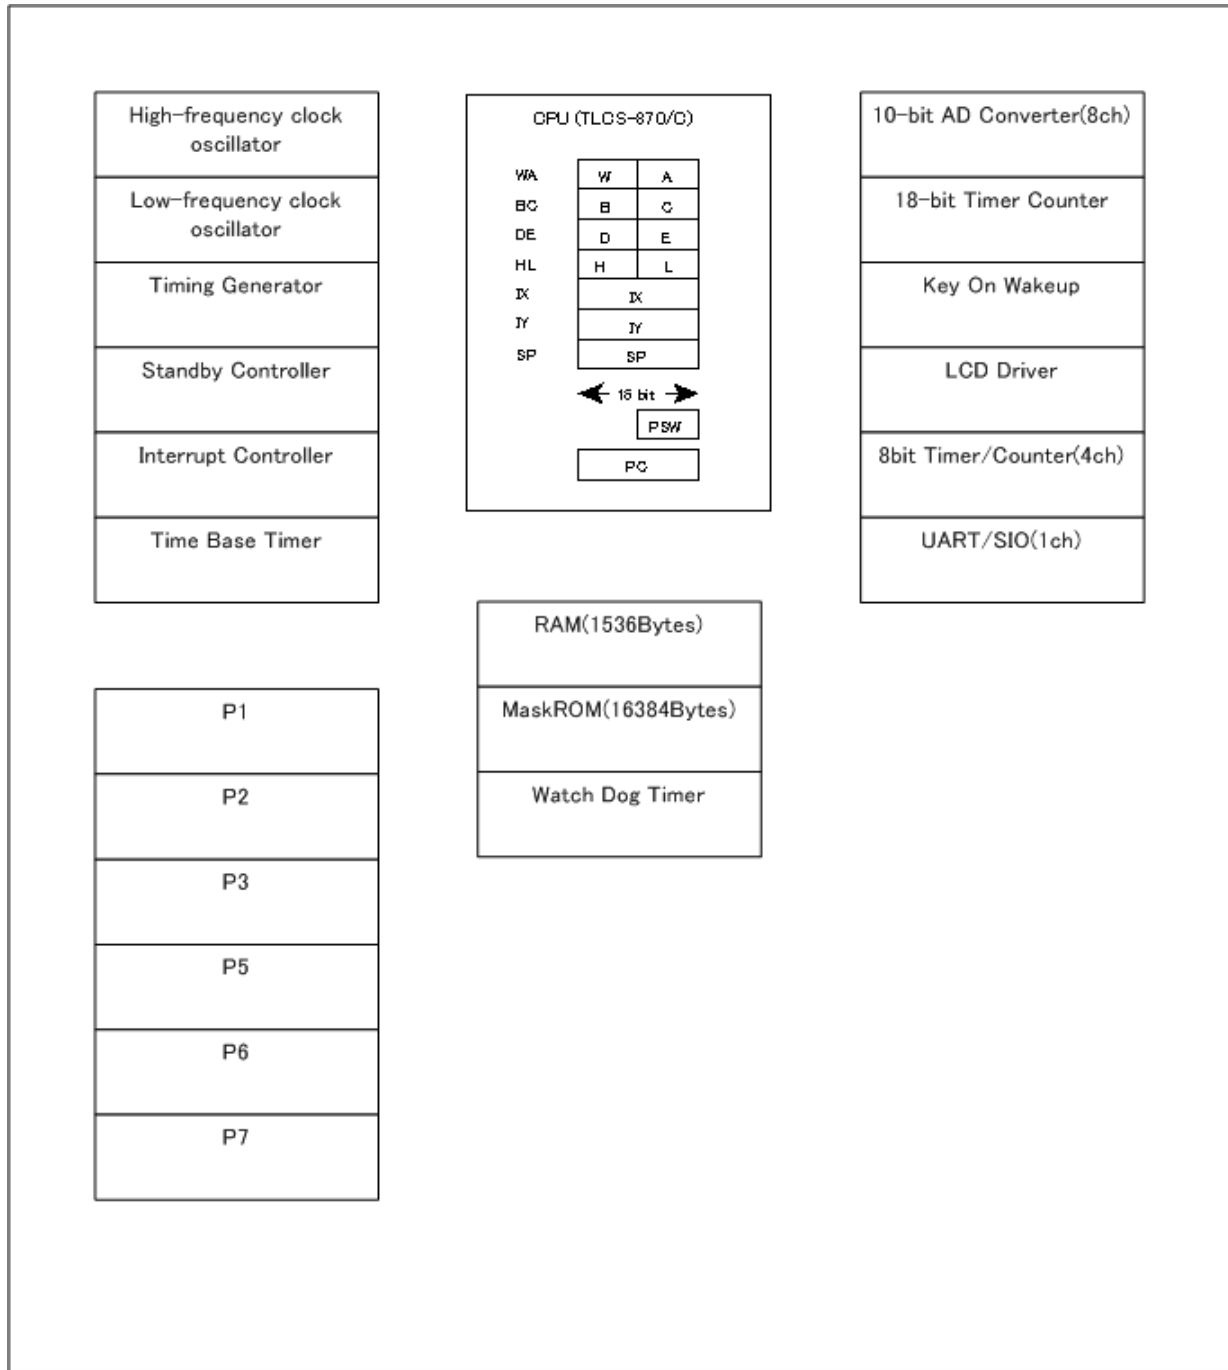 High-frequency clock
oscillator
Low-frequency clock
oscillator
Timing Generator
Standby Controller
Interrupt Controller
Time Base Timer
CPU (TLCS-870/C)
WA W A
BC B C
DE D E
HL H L
IX IX
IY IY
SP SP
16 bit
PSW
PC
10-bit AD Converter(8ch)
18-bit Timer Counter
Key On Wakeup
LCD Driver
8bit Timer/Counter(4ch)
UART/SIO(1ch)
RAM(1536Bytes)
MaskROM(16384Bytes)
Watch Dog Timer
P1
P2
P3
P5
P6
P7